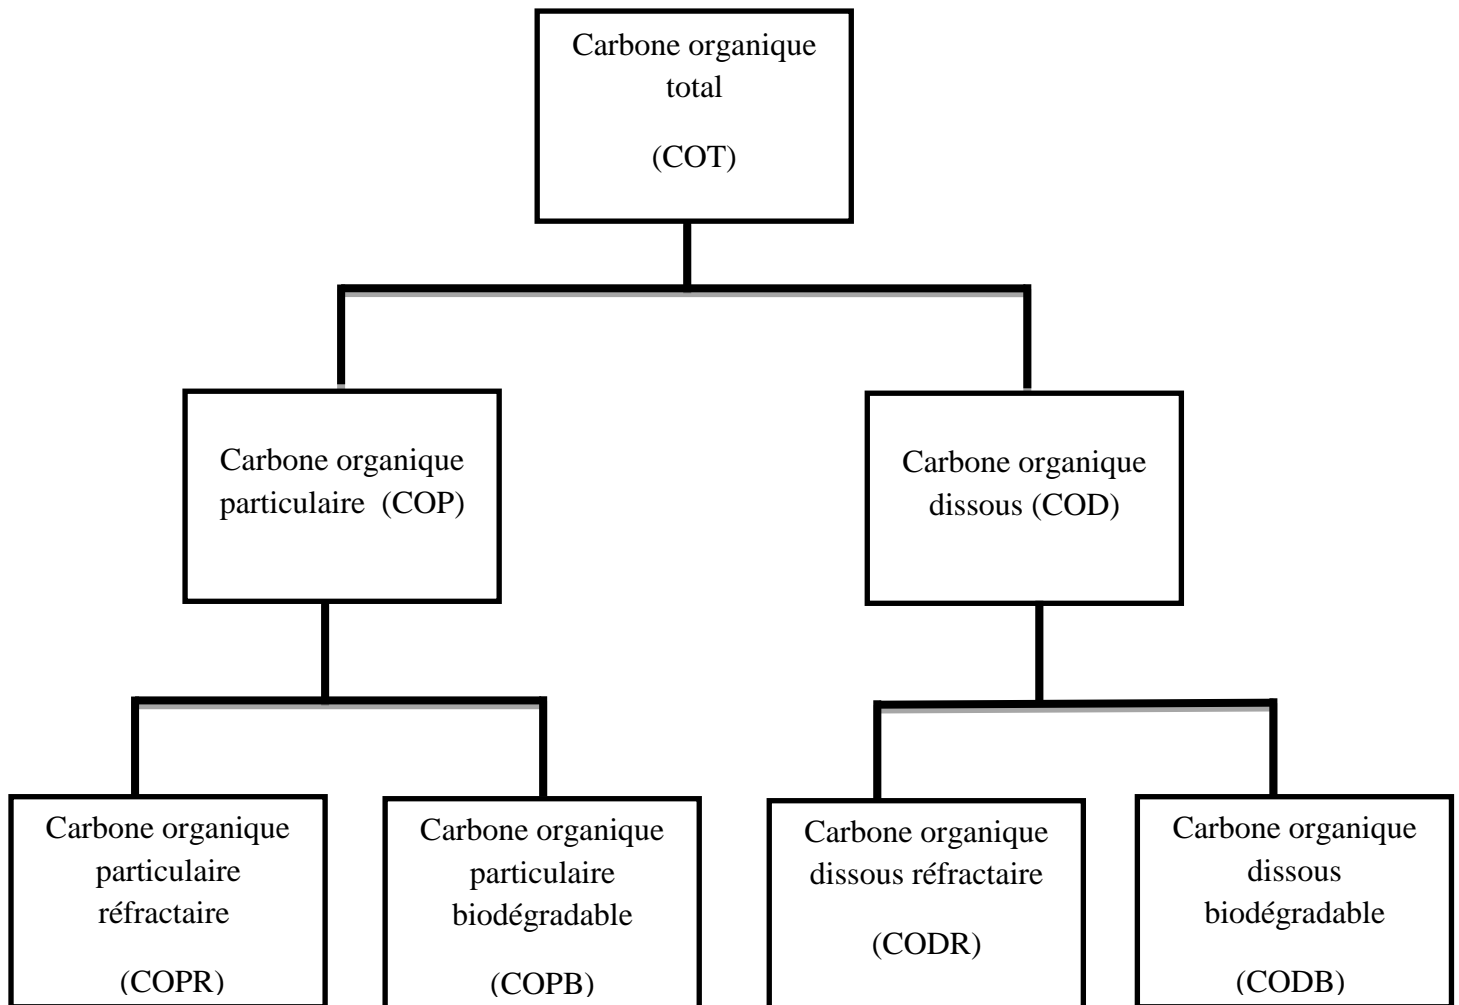 Carbone organique
total
(COT)
Carbone organique
particulaire (COP)
Carbone organique
dissous (COD)
Carbone organique
particulaire
réfractaire
(COPR)
Carbone organique
particulaire
biodégradable
(COPB)
Carbone organique
dissous réfractaire
(CODR)
Carbone organique
dissous
biodégradable
(CODB)